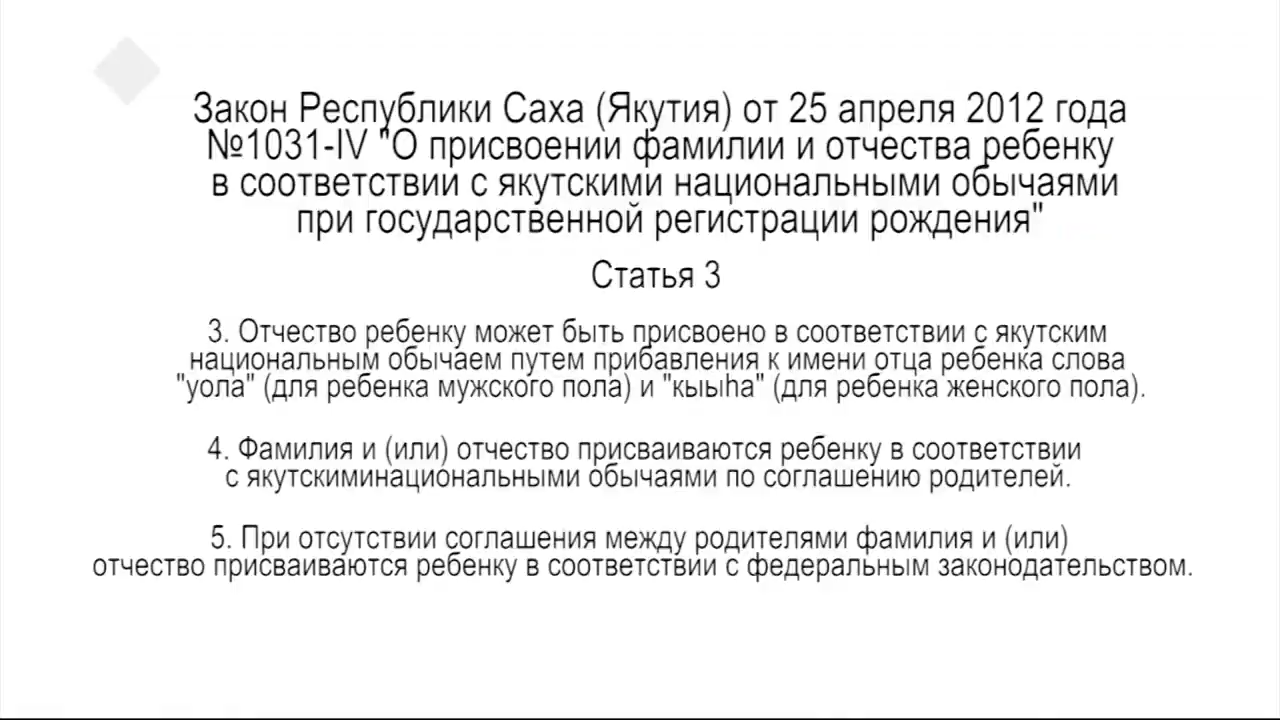 Закон Республики Саха (Якутия) от 25 апреля 2012 года
№1031-IV "О присвоении фамилии и отчества ребенку
в соответствии с якутскими национальными обычаями
при государственной регистрации рождения"
Статья 3
3. Отчество ребенку может быть присвоено в соответствии с якутским
национальным обычаем путем прибавления к имени отца ребенка слова
"уола" (для ребенка мужского пола) и "кыыhа" (для ребенка женского пола).
4. Фамилия и (или) отчество присваиваются ребенку в соответствии
с якутскиминациональными обычаями по соглашению родителей.
5. При отсутствии соглашения между родителями фамилия и (или)
отчество присваиваются ребенку в соответствии с федеральным законодательством.